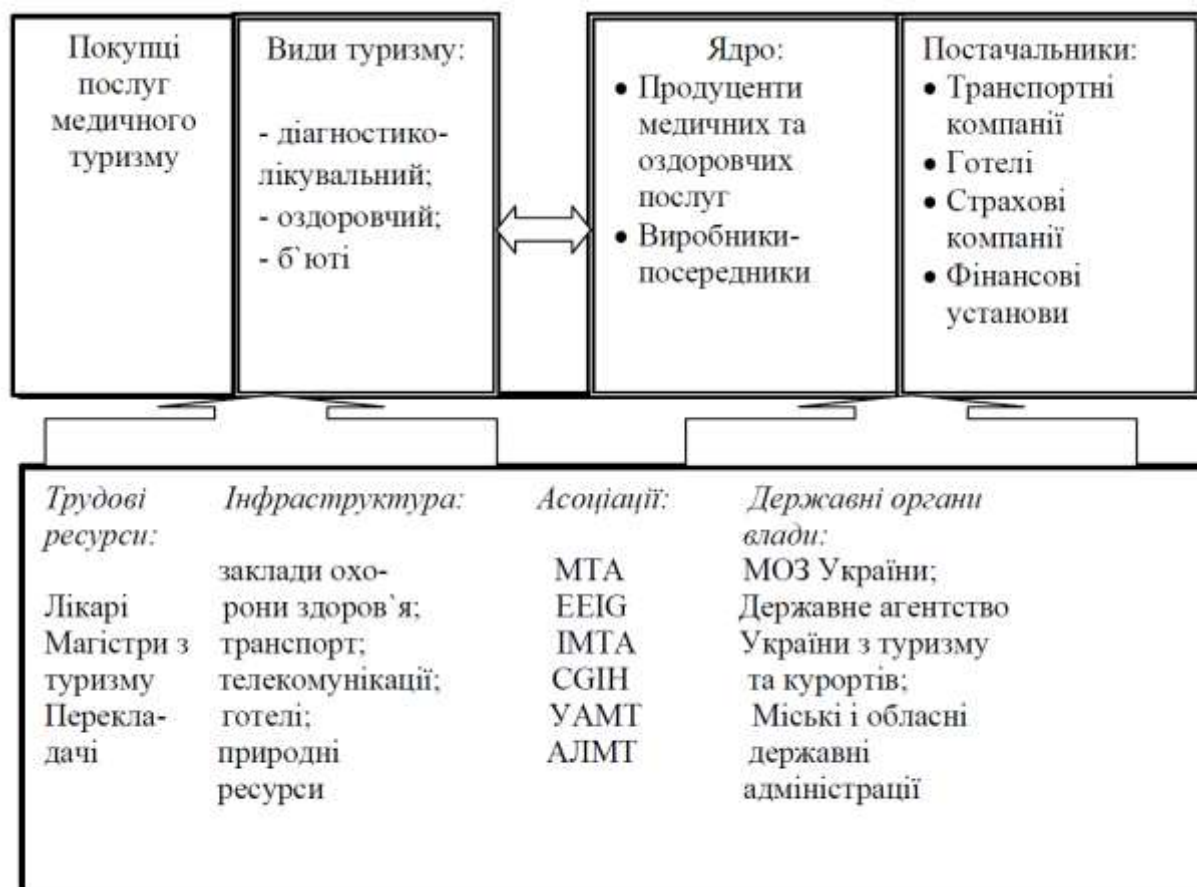 Покупці
послуг
медичного
туризму
Види туризму:
- діагностико-
лікувальний;
- оздоровчий;
- б`юті
Ядро:
• Продуценти
медичних та
оздоровчих
послуг
• Виробники-
посередники
Постачальники:
• Транспортні
компанії
• Готелі
• Страхові
компанії
• Фінансові
установи
Трудові
ресурси:
Лікарі
Магістри з
туризму
Перекла-
дачі
Інфраструктура:
заклади охо-
рони здоров`я;
транспорт;
телекомунікації;
готелі;
природні
ресурси
Асоціації:
МТА
EEIG
IMTA
CGIH
УАМТ
АЛМТ
Державні органи
влади:
МОЗ України;
Державне агентство
України з туризму
та курортів;
Міські і обласні
державні
адміністрації